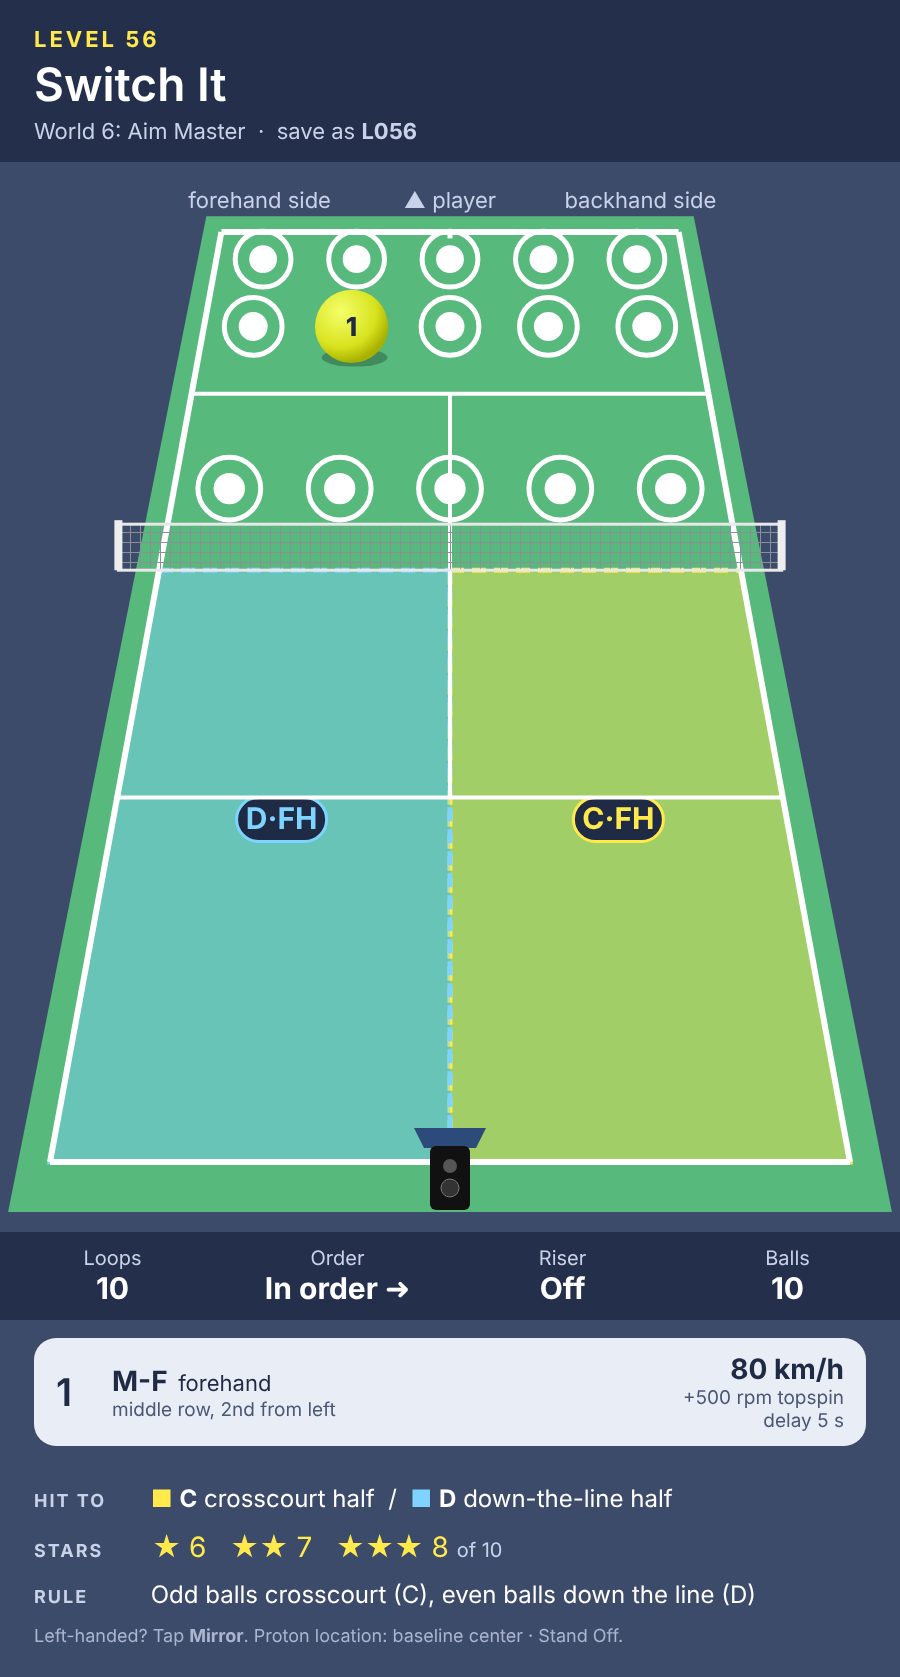 LEVEL 56
Switch It
World 6: Aim Master · save as L056
forehand side ▲ player backhand side
1
D·FH C·FH
Loops Order Riser Balls
10 In order ➜ Off 10
1 M-F forehand 80 km/h
middle row, 2nd from left +500 rpm topspin
delay 5 s
HIT TO C crosscourt half / D down-the-line half
STARS ★ 6 ★★ 7 ★★★ 8 of 10
RULE Odd balls crosscourt (C), even balls down the line (D)
Left-handed? Tap Mirror. Proton location: baseline center · Stand Off.